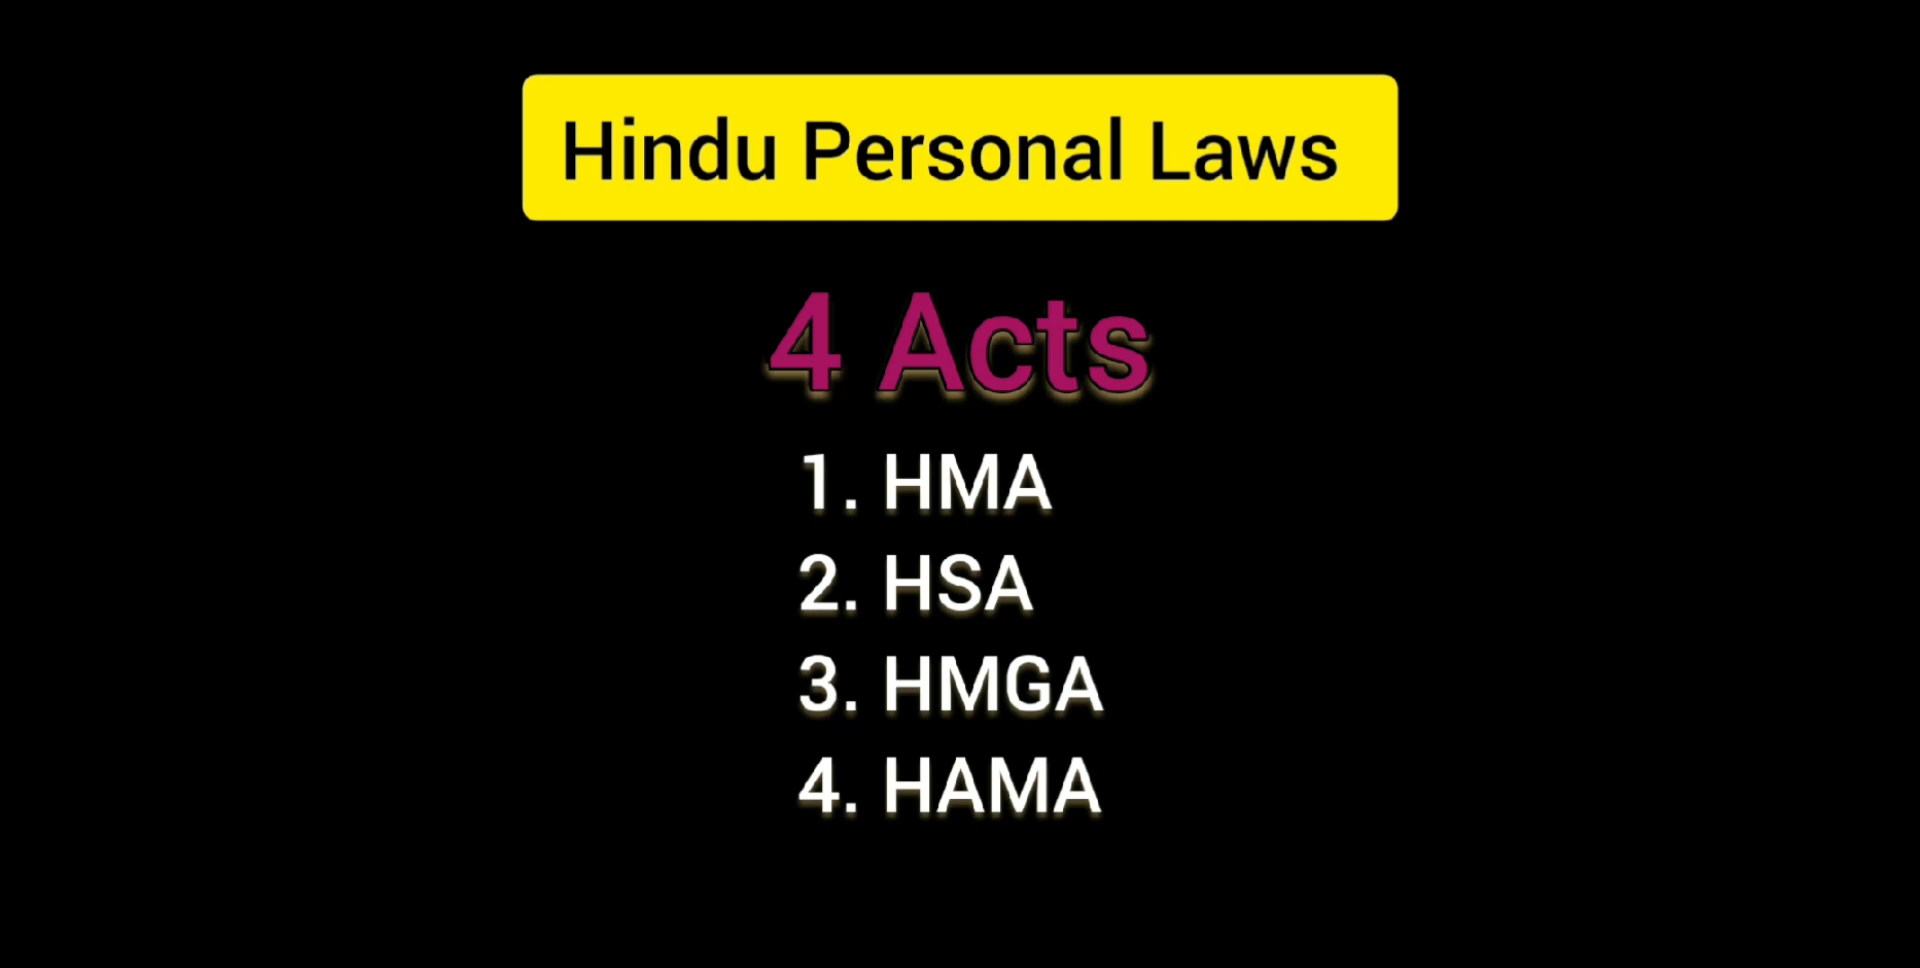 Hindu Personal Laws
4 Acts
1. HMA
2. HSA
3. HMGA
4. HAMA